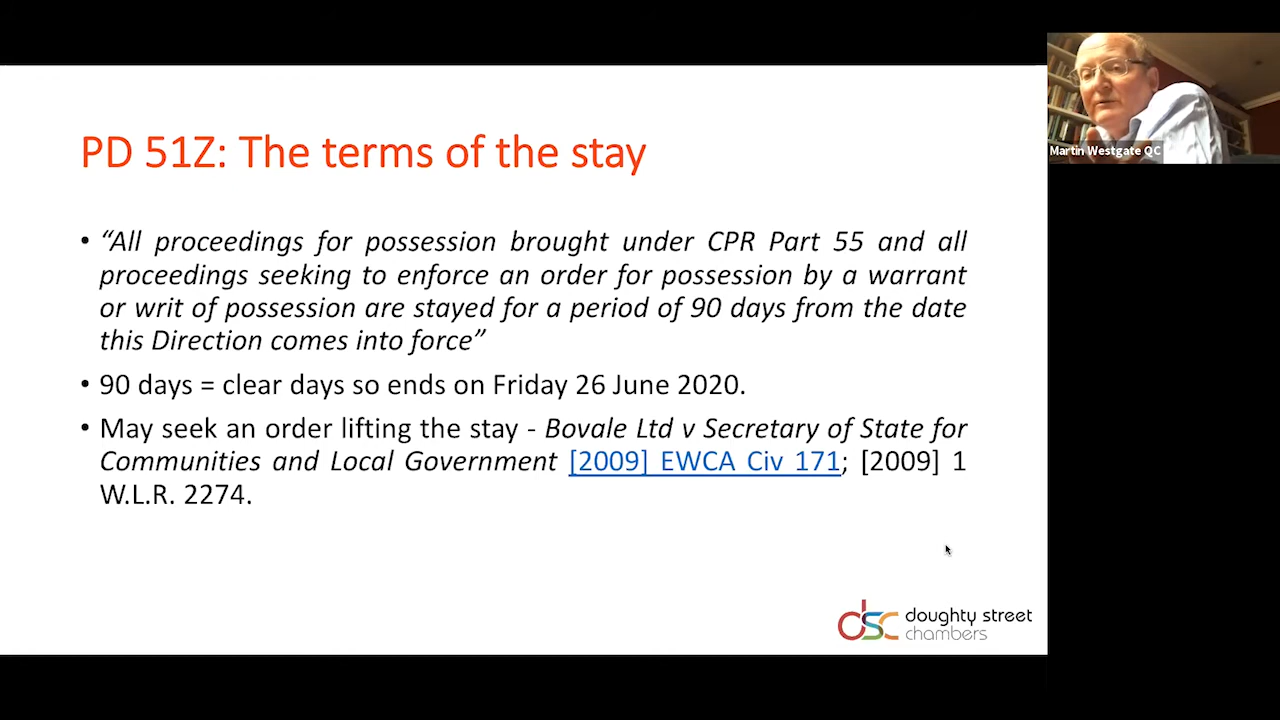 PD 51Z: The terms of the stay
• “All proceedings for possession brought under CPR Part 55 and all
proceedings seeking to enforce an order for possession by a warrant
or writ of possession are stayed for a period of 90 days from the date
this Direction comes into force”
• 90 days = clear days so ends on Friday 26 June 2020.
• May seek an order lifting the stay - Bovale Ltd v Secretary of State for
Communities and Local Government [2009] EWCA Civ 171; [2009] 1
W.L.R. 2274.
Martin Westgate QC
dsc doughty street
chambers